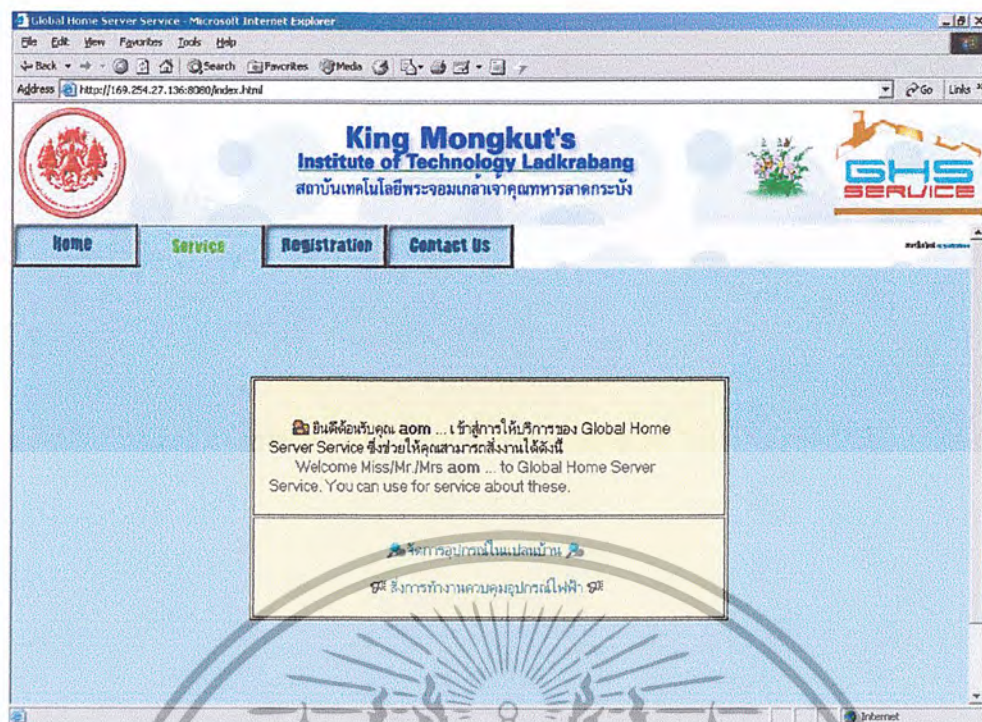 Global Home Server Service - Microsoft Internet Explorer
File Edit View Favorites Tools Help
Back Search Favorites Media
Address http://169.254.27.136:8080/index.html Go Links
King Mongkut's
Institute of Technology Ladkrabang
สถาบันเทคโนโลยีพระจอมเกล้าเจ้าคุณทหารลาดกระบัง
GHS
SERVICE
Home Service Registration Contact Us
ยินดีต้อนรับคุณ aom ... เข้าสู่การให้บริการของ Global Home
Server Service ซึ่งช่วยให้คุณสามารถสั่งงานได้ดังนี้
Welcome Miss/Mr./Mrs aom ... to Global Home Server
Service. You can use for service about these.
จัดการอุปกรณ์ในแปลนบ้าน
สั่งการทำงานควบคุมอุปกรณ์ไฟฟ้า
Internet